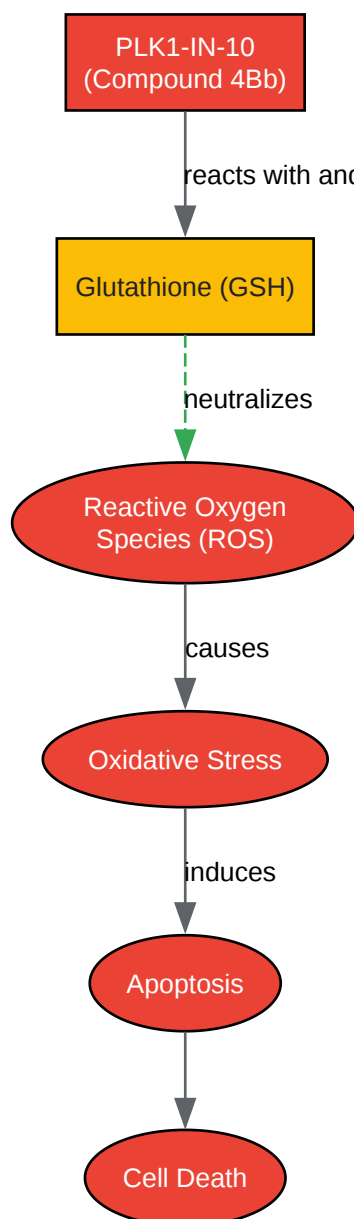 PLK1-IN-10
(Compound 4Bb)
reacts with and
Glutathione (GSH)
neutralizes
Reactive Oxygen
Species (ROS)
causes
Oxidative Stress
induces
Apoptosis
Cell Death